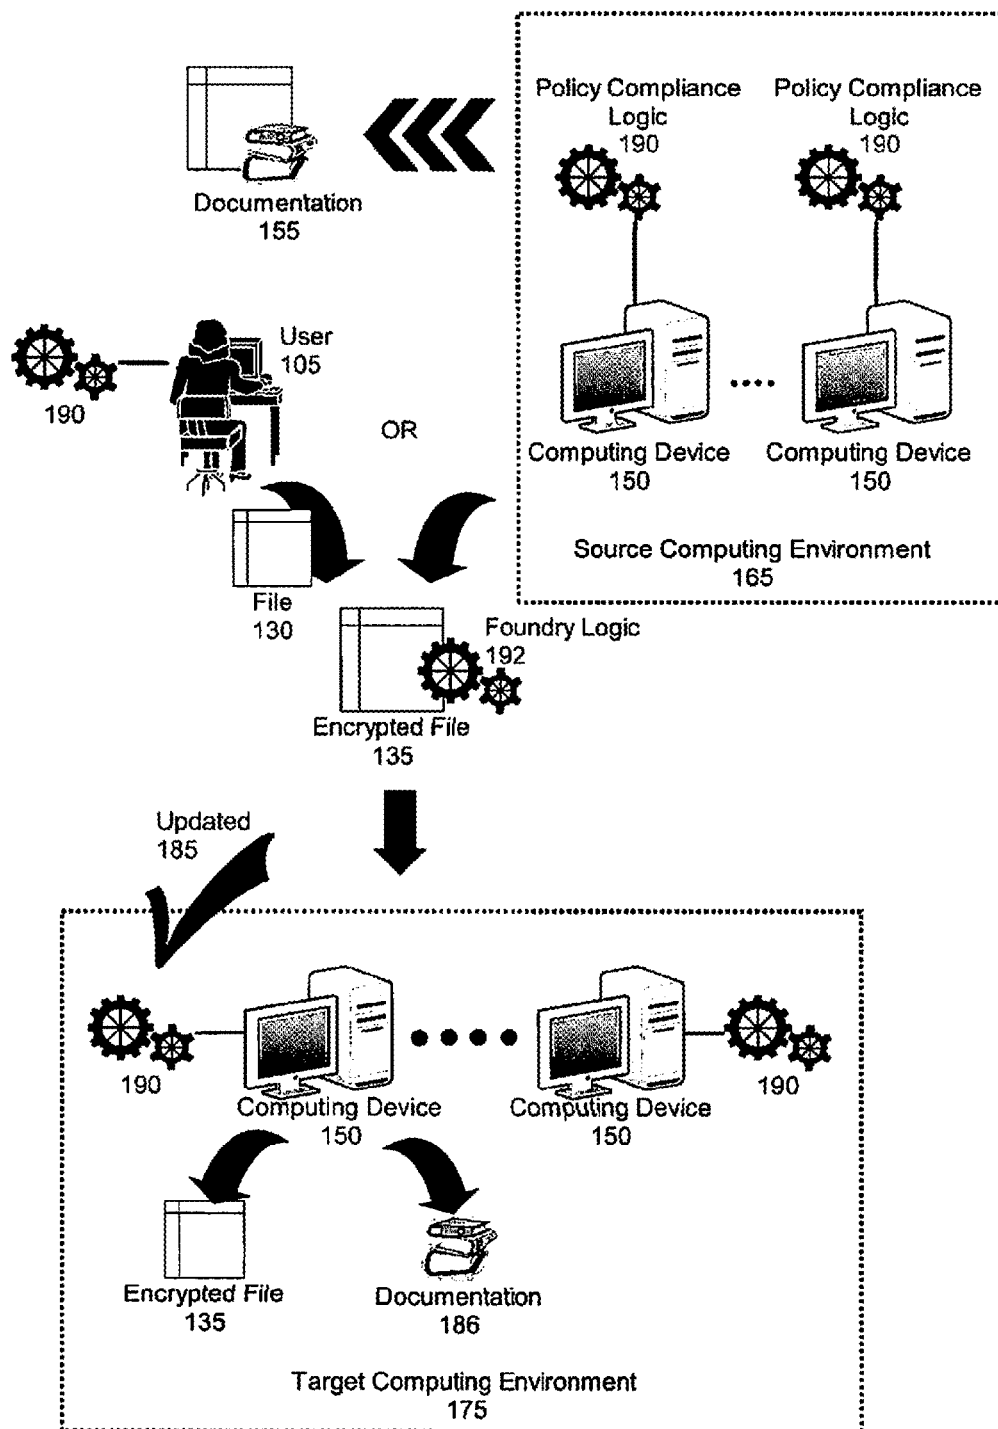 Policy Compliance
Logic
190
Policy Compliance
Logic
190
Documentation
155
User
105
190
OR
Computing Device
150
Computing Device
150
Source Computing Environment
165
File
130
Foundry Logic
192
Encrypted File
135
Updated
185
190
Computing Device
150
Computing Device
150
190
Encrypted File
135
Documentation
186
Target Computing Environment
175